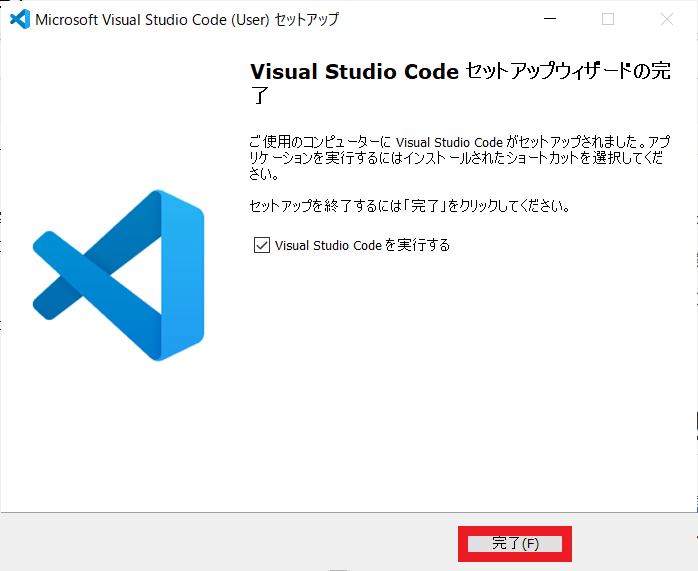 Microsoft Visual Studio Code (User) セットアップ
Visual Studio Code セットアップウィザードの完
了
ご使用のコンピューターに Visual Studio Code がセットアップされました。アプ
リケーションを実行するにはインストールされたショートカットを選択してくだ
さい。
セットアップを終了するには「完了」をクリックしてください。
Visual Studio Code を実行する
完了(F)